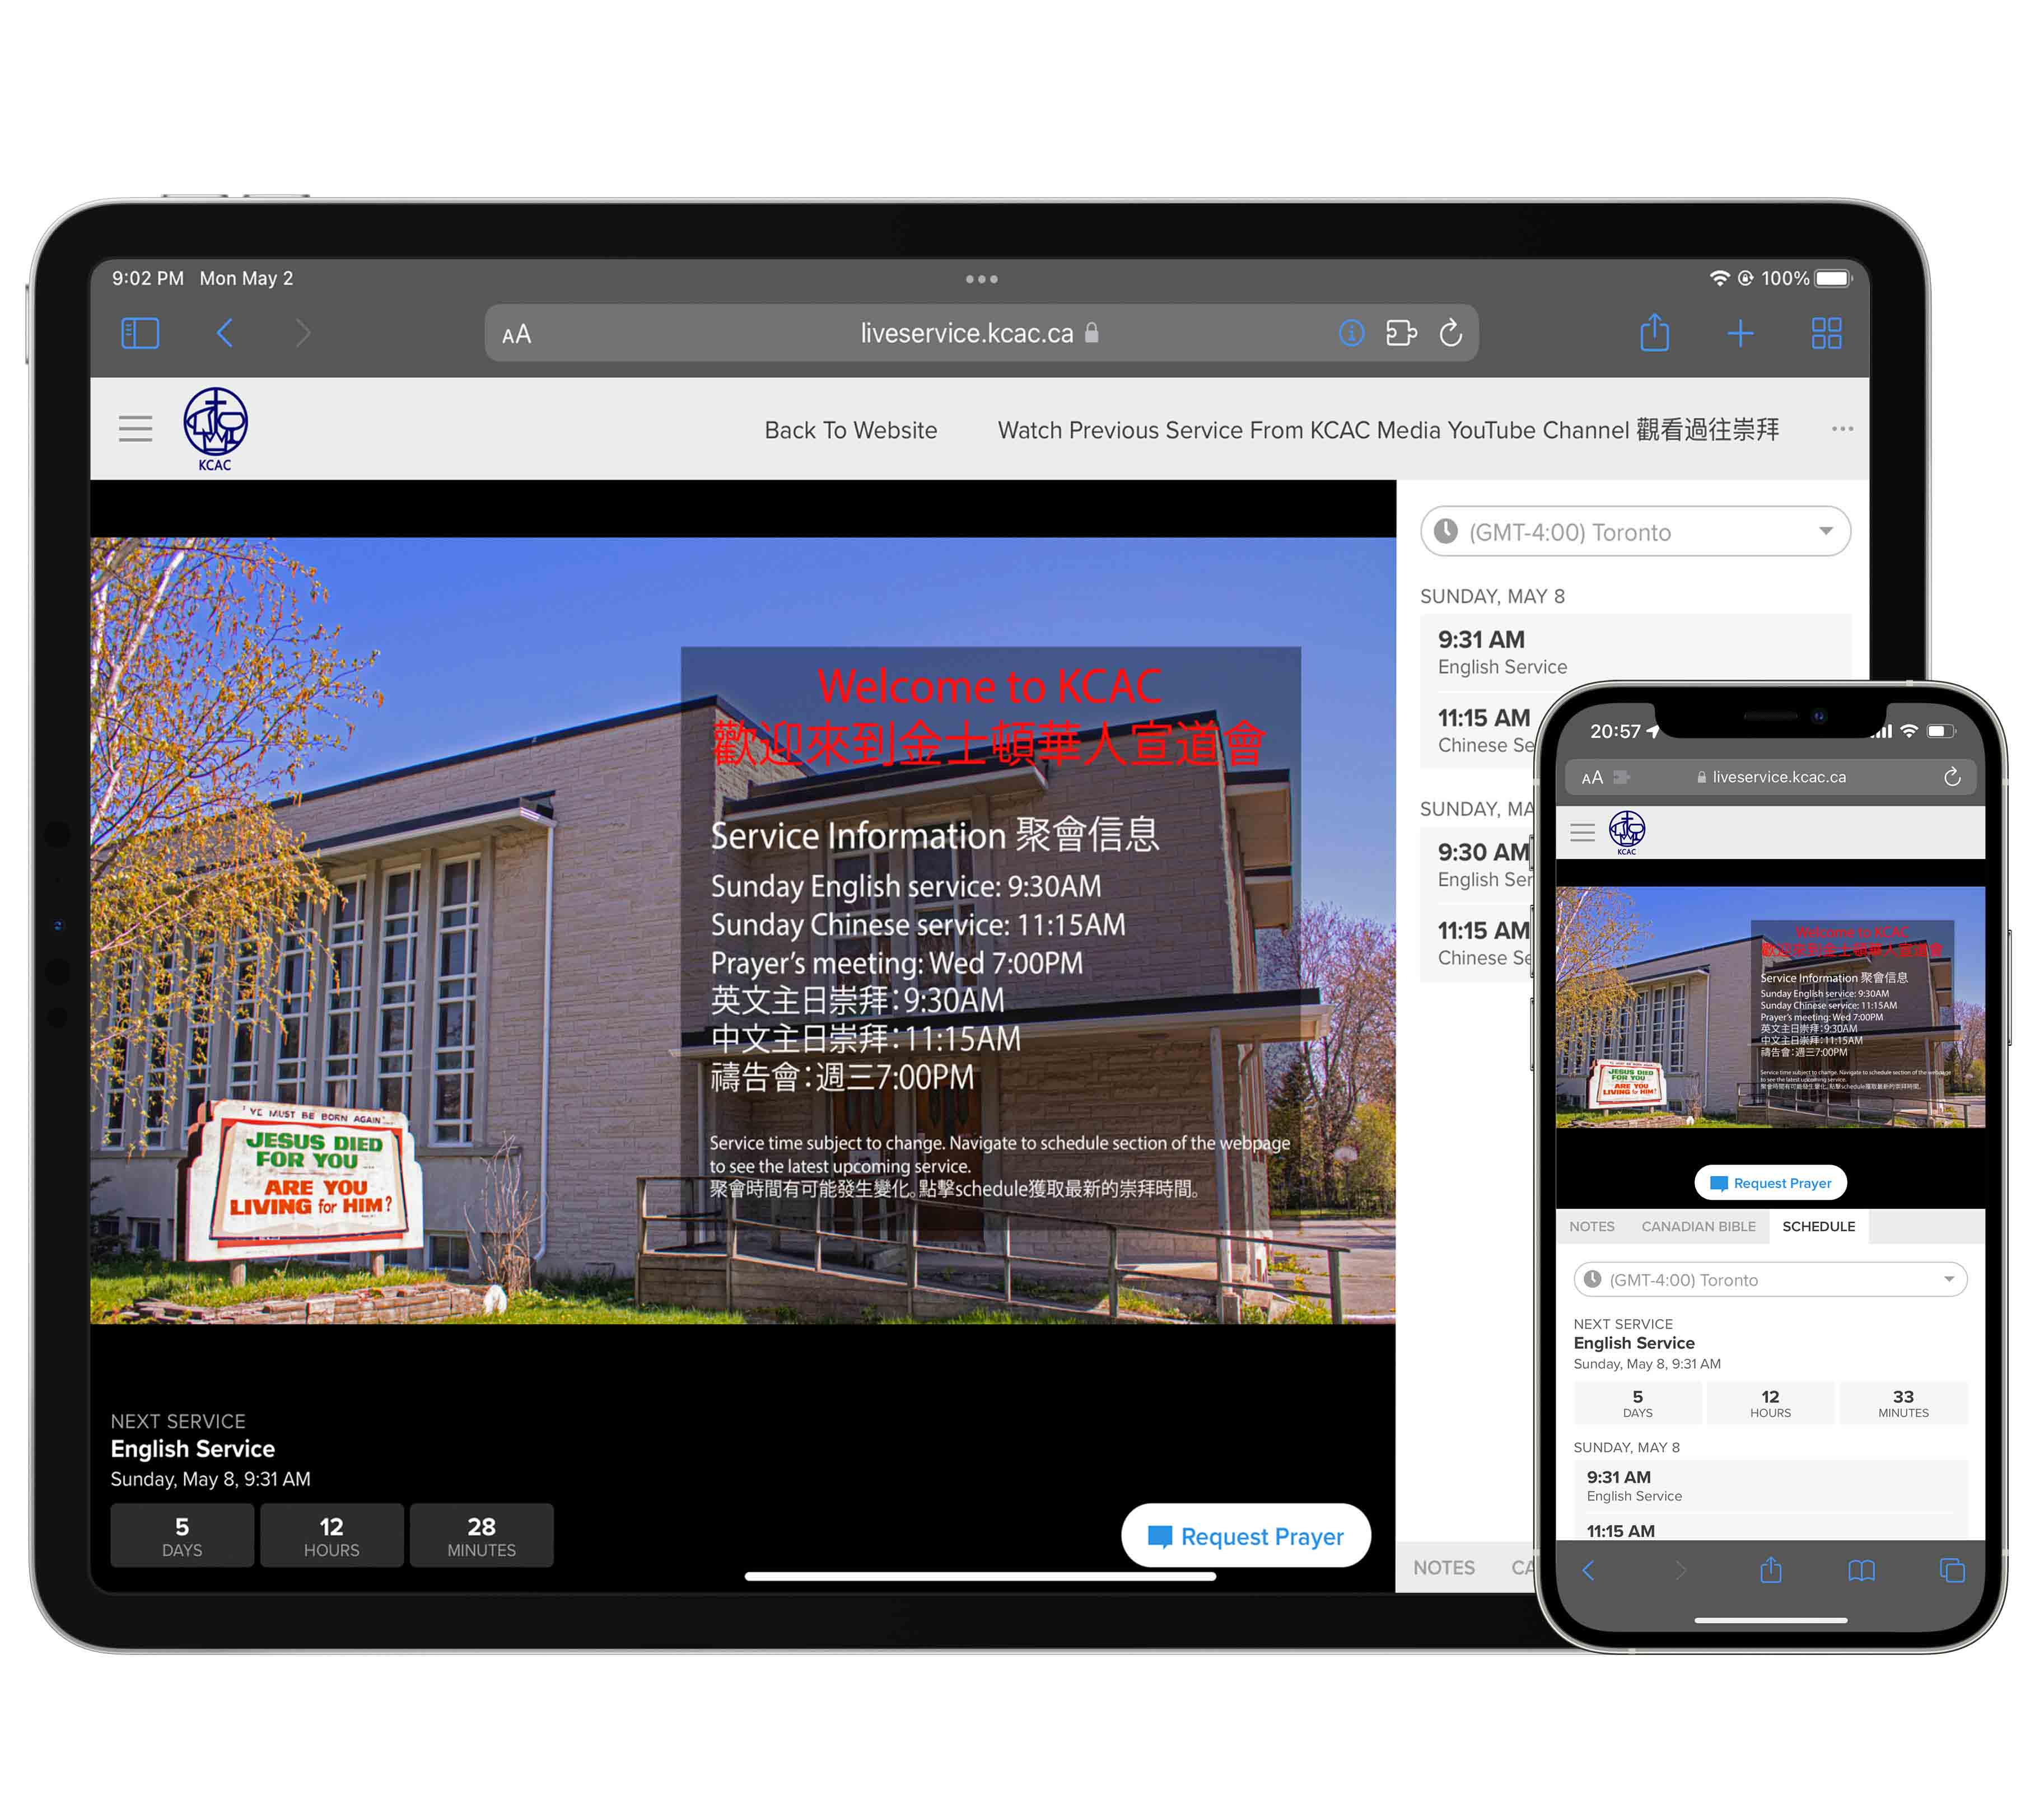 9:02 PM Mon May 2
100%
AA
liveservice.kcac.ca
KCAC
Back To Website
Watch Previous Service From KCAC Media YouTube Channel 觀看過往崇拜
Welcome to KCAC
歡迎來到金士頓華人宣道會
Service Information 聚會信息
Sunday English service: 9:30AM
Sunday Chinese service: 11:15AM
Prayer's meeting: Wed 7:00PM
英文主日崇拜：9:30AM
中文主日崇拜：11:15AM
禱告會：週三7:00PM
Service time subject to change. Navigate to schedule section of the webpage
to see the latest upcoming service.
聚會時間有可能發生變化。點擊schedule獲取最新的崇拜時間。
"YE MUST BE BORN AGAIN"
JESUS DIED
FOR YOU
ARE YOU
LIVING for HIM?
NEXT SERVICE
English Service
Sunday, May 8, 9:31 AM
5
DAYS
12
HOURS
28
MINUTES
Request Prayer
(GMT-4:00) Toronto
SUNDAY, MAY 8
9:31 AM
English Service
11:15 AM
Chinese Se
SUNDAY, MA
9:30 AM
English Ser
11:15 AM
Chinese Se
NOTES
CA
20:57
AA
liveservice.kcac.ca
KCAC
Welcome to KCAC
歡迎來到金士頓華人宣道會
Service Information 聚會信息
Sunday English service: 9:30AM
Sunday Chinese service: 11:15AM
Prayer's meeting: Wed 7:00PM
英文主日崇拜：9:30AM
中文主日崇拜：11:15AM
禱告會：週三7:00PM
Service time subject to change. Navigate to schedule section of the webpage
to see the latest upcoming service.
聚會時間有可能發生變化。點擊schedule獲取最新的崇拜時間。
JESUS DIED
FOR YOU
ARE YOU
LIVING for HIM?
Request Prayer
NOTES
CANADIAN BIBLE
SCHEDULE
(GMT-4:00) Toronto
NEXT SERVICE
English Service
Sunday, May 8, 9:31 AM
5
DAYS
12
HOURS
33
MINUTES
SUNDAY, MAY 8
9:31 AM
English Service
11:15 AM